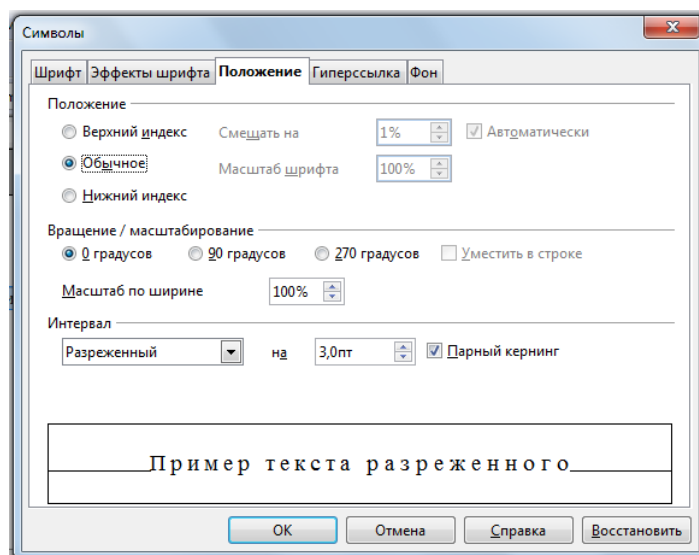 Символы
Шрифт Эффекты шрифта Положение Гиперссылка Фон
Положение
Верхний индекс Смещать на 1% Автоматически
Обычное Масштаб шрифта 100%
Нижний индекс
Вращение / масштабирование
0 градусов 90 градусов 270 градусов Уместить в строке
Масштаб по ширине 100%
Интервал
Разреженный на 3,0пт Парный кернинг
Пример текста разреженного
ОК Отмена Справка Восстановить